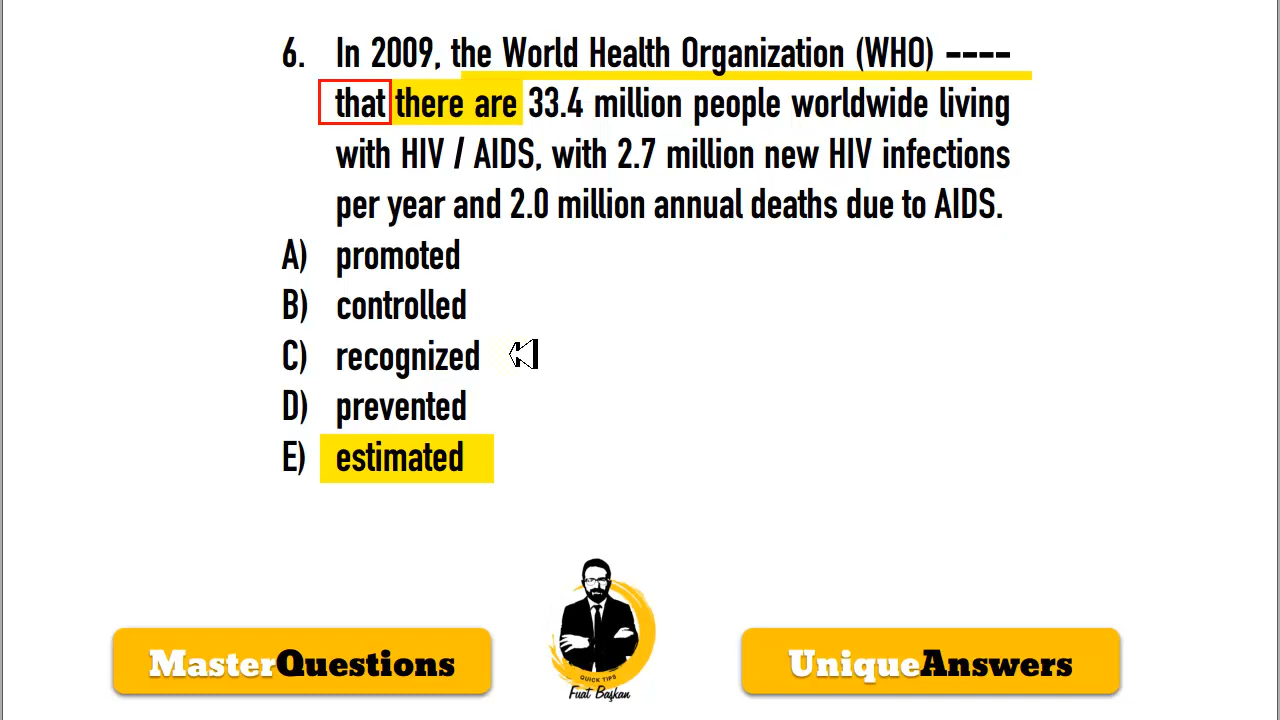 6. In 2009, the World Health Organization (WHO) ----
that there are 33.4 million people worldwide living
with HIV / AIDS, with 2.7 million new HIV infections
per year and 2.0 million annual deaths due to AIDS.
A) promoted
B) controlled
C) recognized
D) prevented
E) estimated
QUICK TIPS
Fuat Başkan
MasterQuestions
UniqueAnswers